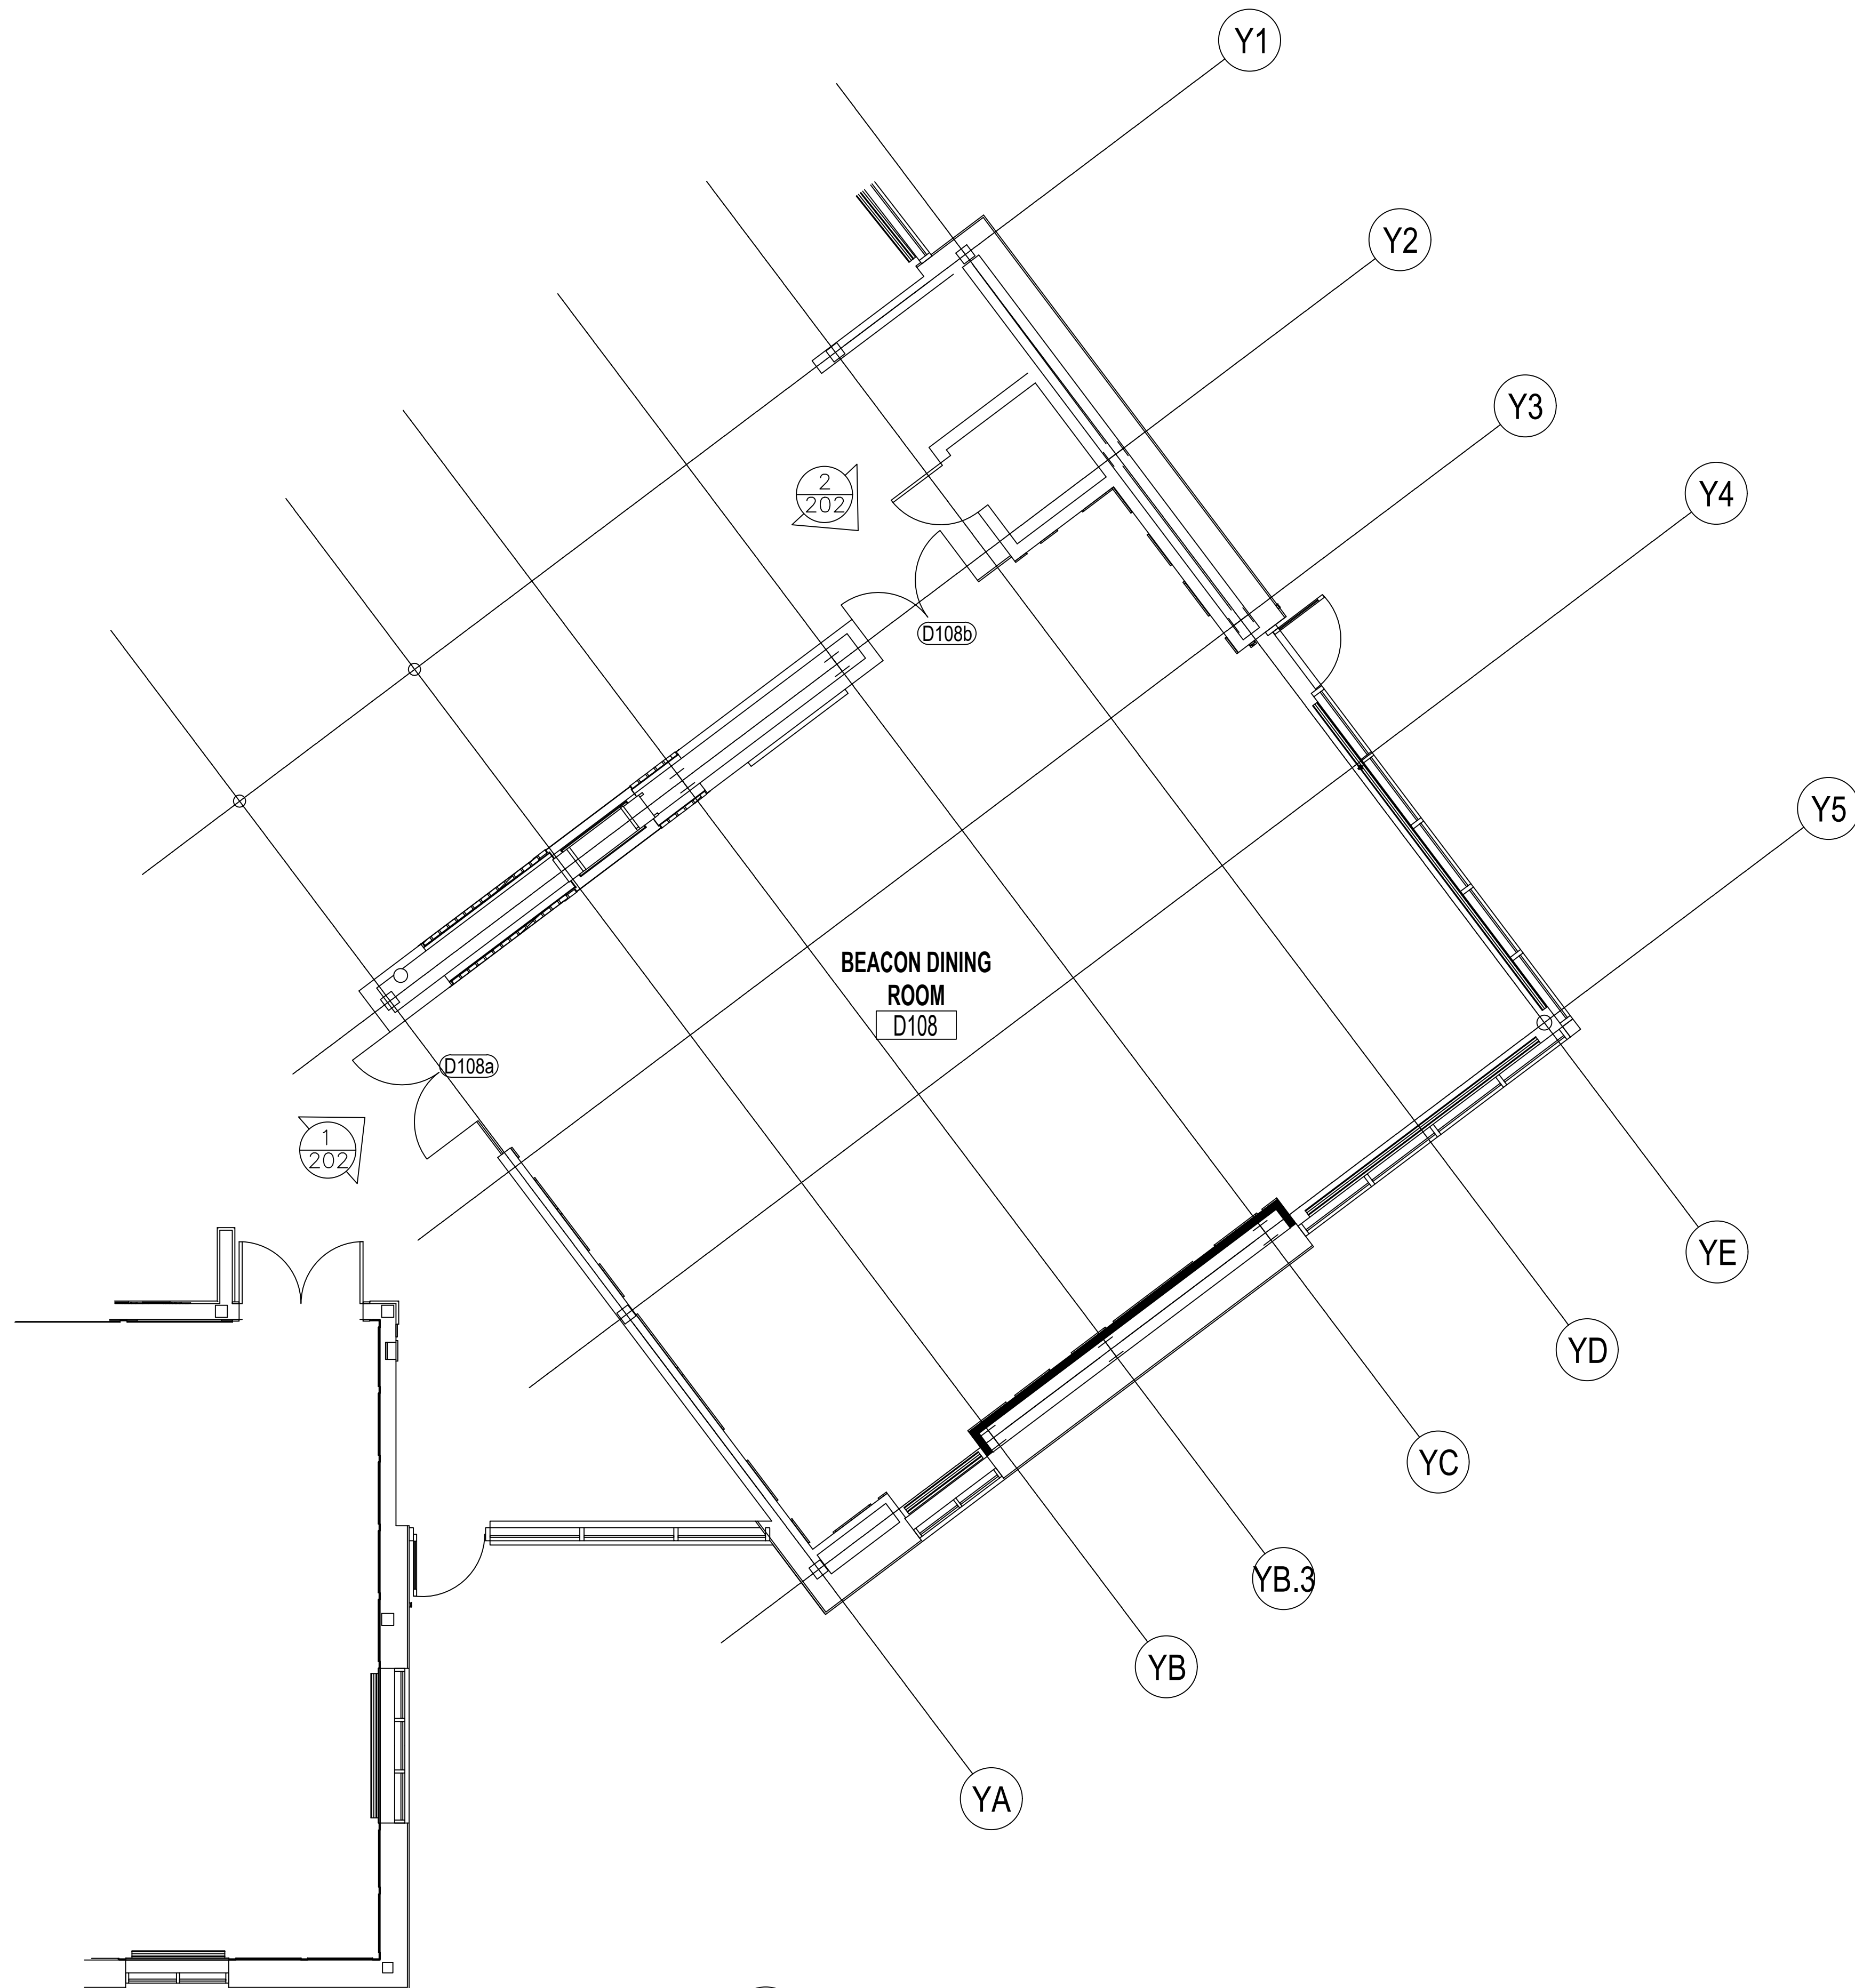 Y1
Y2
Y3
Y4
2
202
D108b
Y5
BEACON DINING
ROOM
D108
D108a
1
202
YE
YD
YC
YB.3
YB
YA